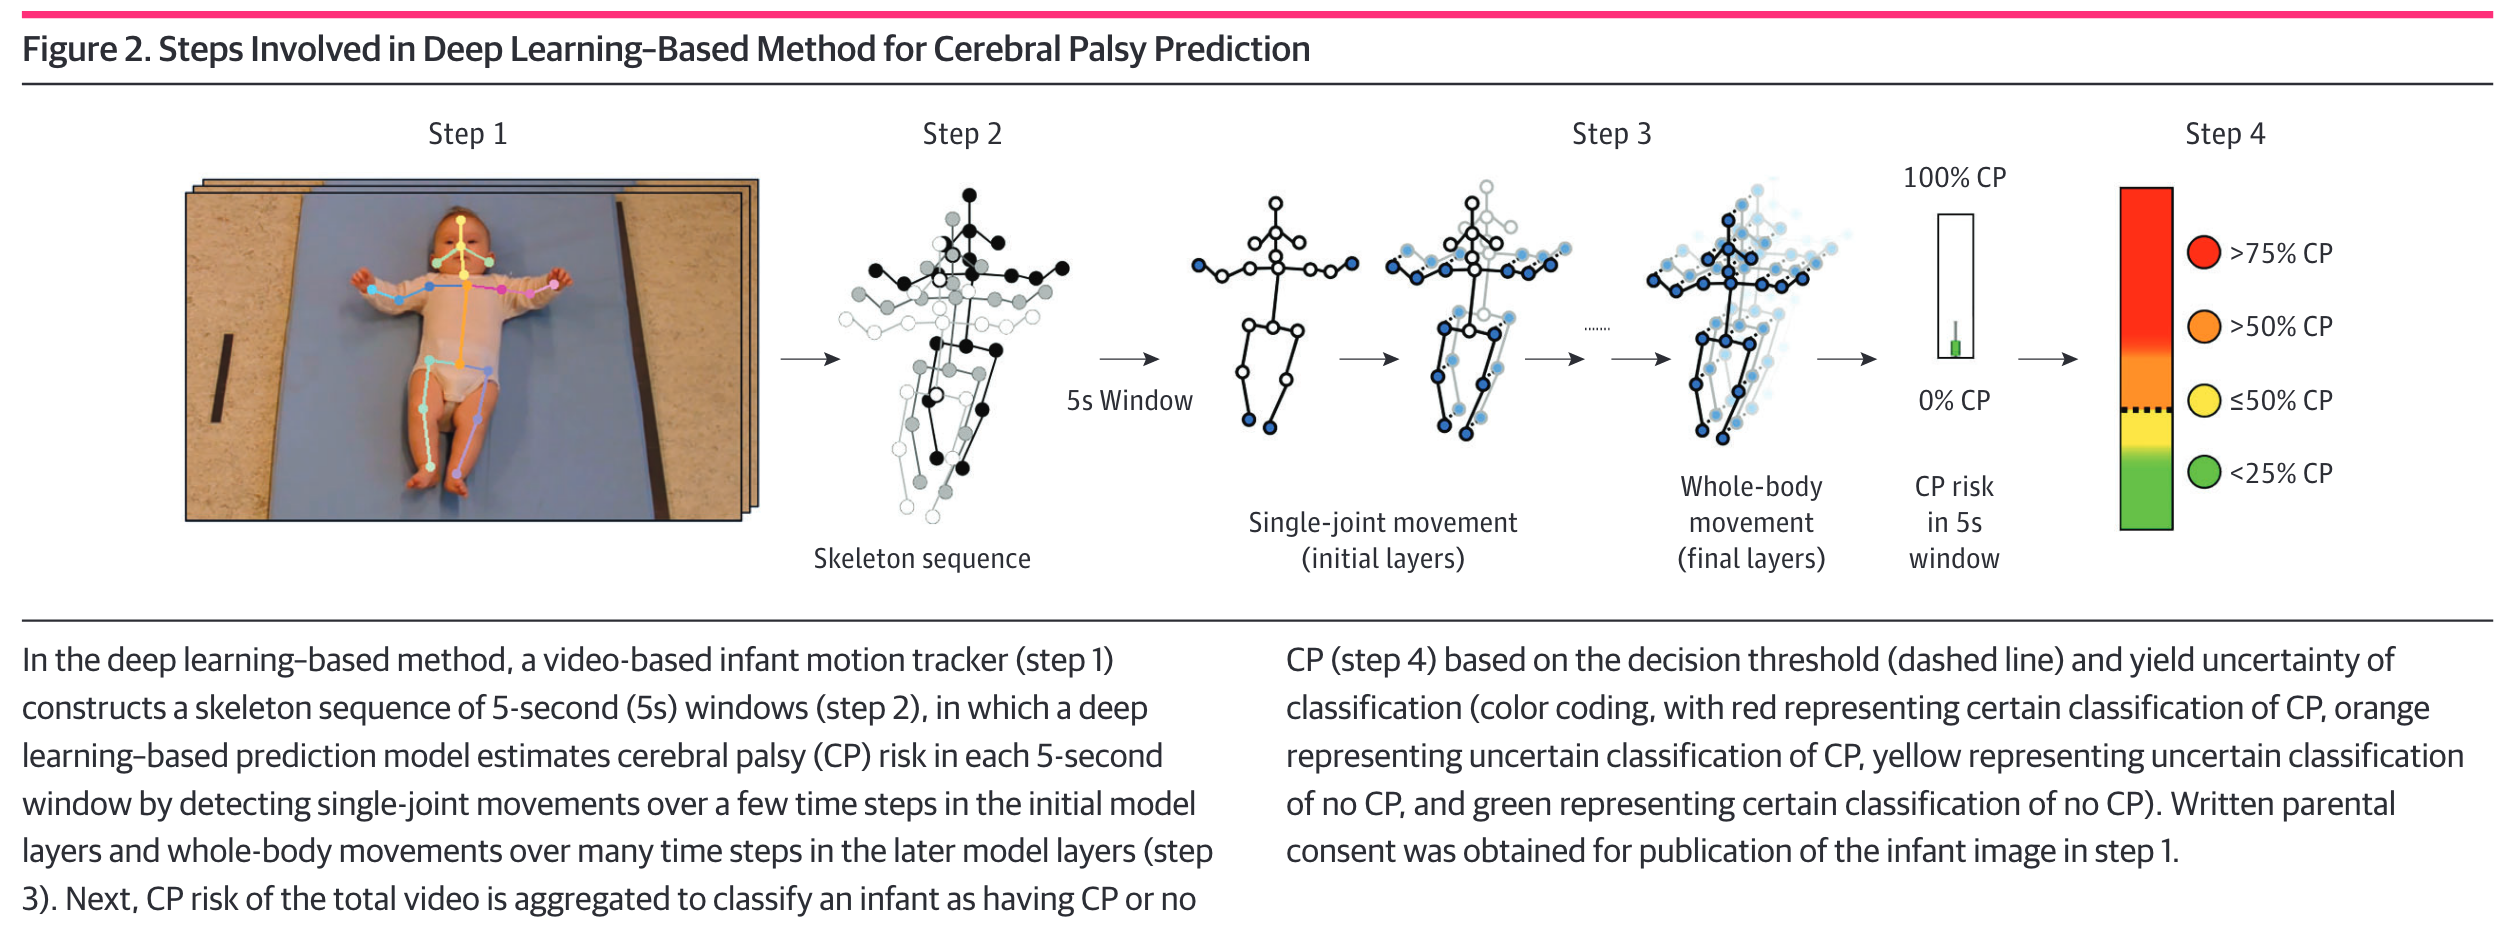 Figure 2. Steps Involved in Deep Learning–Based Method for Cerebral Palsy Prediction
Step 1
Step 2
Step 3
Step 4
100% CP
>75% CP
>50% CP
≤50% CP
<25% CP
5s Window
0% CP
Skeleton sequence
Single-joint movement
(initial layers)
Whole-body
movement
(final layers)
CP risk
in 5s
window
In the deep learning–based method, a video-based infant motion tracker (step 1)
constructs a skeleton sequence of 5-second (5s) windows (step 2), in which a deep
learning–based prediction model estimates cerebral palsy (CP) risk in each 5-second
window by detecting single-joint movements over a few time steps in the initial model
layers and whole-body movements over many time steps in the later model layers (step
3). Next, CP risk of the total video is aggregated to classify an infant as having CP or no
CP (step 4) based on the decision threshold (dashed line) and yield uncertainty of
classification (color coding, with red representing certain classification of CP, orange
representing uncertain classification of CP, yellow representing uncertain classification
of no CP, and green representing certain classification of no CP). Written parental
consent was obtained for publication of the infant image in step 1.